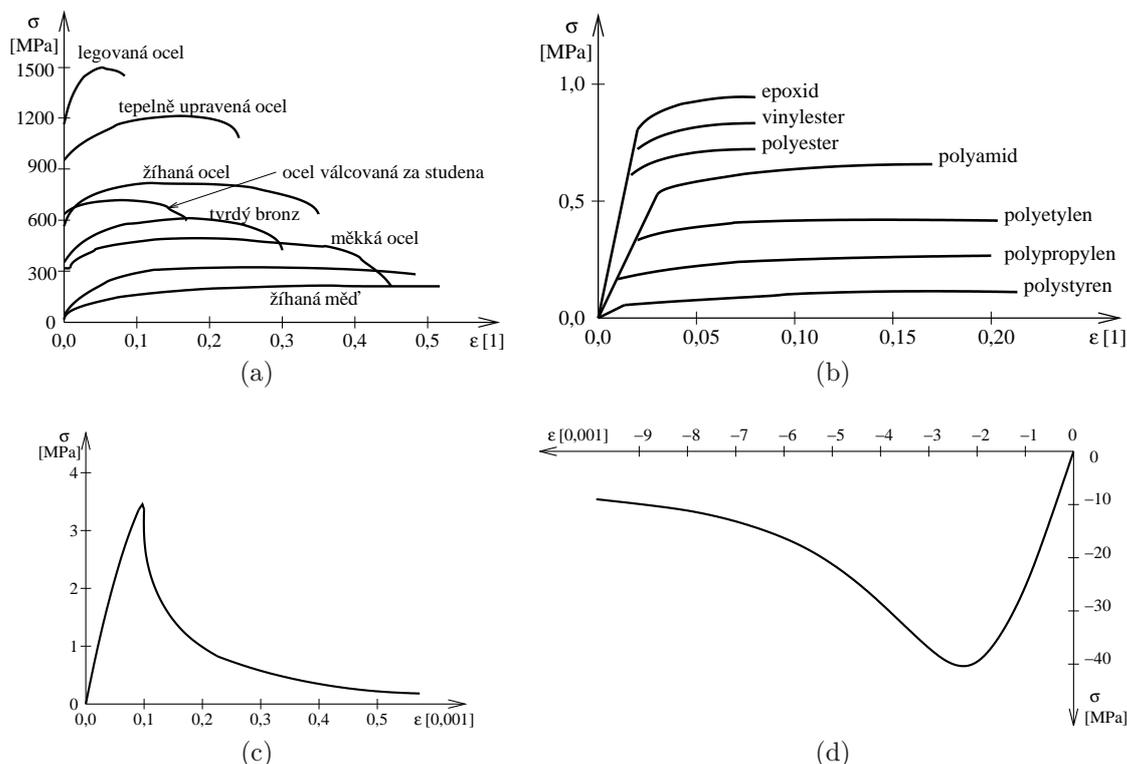 σ
[MPa]
1500
1200
900
600
300
0
legovaná ocel
tepelně upravená ocel
žíhaná ocel
ocel válcovaná za studena
tvrdý bronz
měkká ocel
žíhaná měď
0,0 0,1 0,2 0,3 0,4 0,5 ε [1]
(a)
σ
[MPa]
1,0
0,5
0,0
epoxid
vinylester
polyester
polyamid
polyetylen
polypropylen
polystyren
0,0 0,05 0,10 0,15 0,20 ε [1]
(b)
σ
[MPa]
4
3
2
1
0
0,0 0,1 0,2 0,3 0,4 0,5 ε [0,001]
(c)
ε [0,001] −9 −8 −7 −6 −5 −4 −3 −2 −1 0
0
−10
−20
−30
−40
σ
[MPa]
(d)